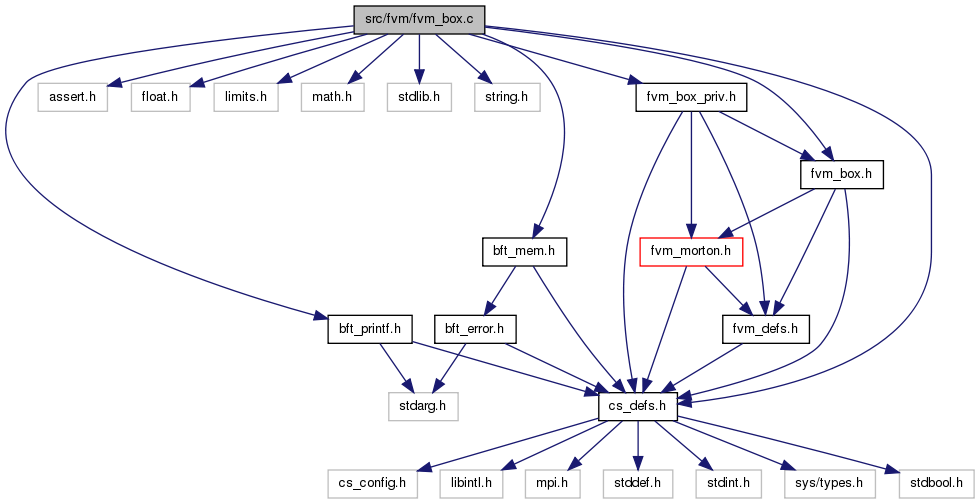 src/fvm/fvm_box.c
assert.h
float.h
limits.h
math.h
stdlib.h
string.h
fvm_box_priv.h
fvm_box.h
bft_mem.h
fvm_morton.h
bft_printf.h
bft_error.h
fvm_defs.h
stdarg.h
cs_defs.h
cs_config.h
libintl.h
mpi.h
stddef.h
stdint.h
sys/types.h
stdbool.h